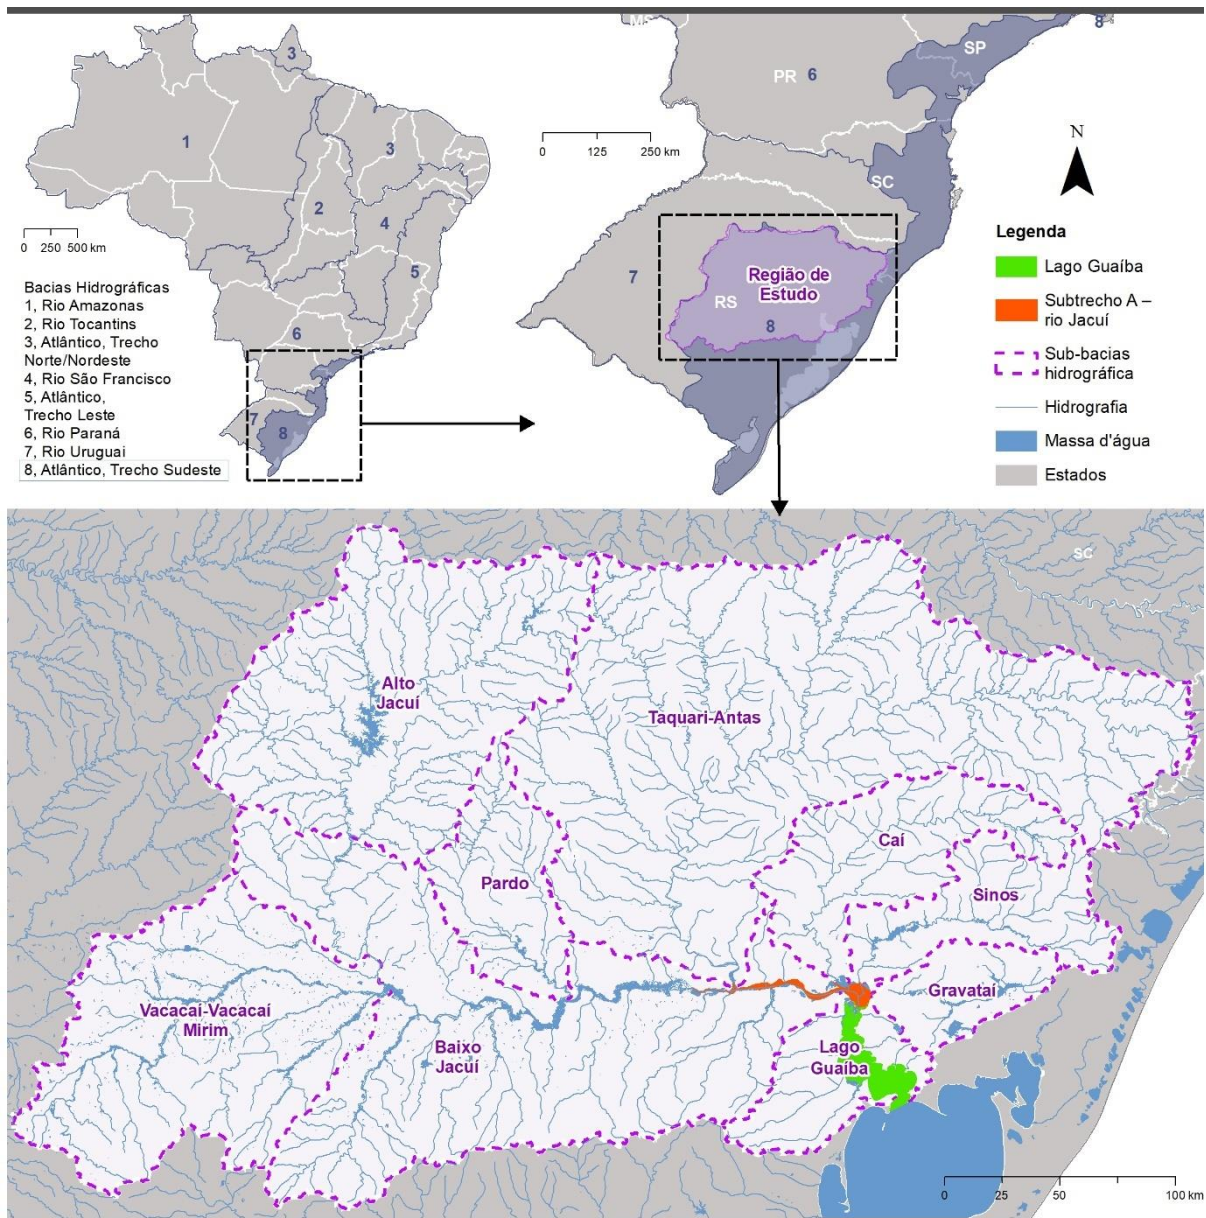 3
1
3
2
4
5
6
7
8
0 250 500 km
Bacias Hidrográficas
1, Rio Amazonas
2, Rio Tocantins
3, Atlântico, Trecho
Norte/Nordeste
4, Rio São Francisco
5, Atlântico,
Trecho Leste
6, Rio Paraná
7, Rio Uruguai
8, Atlântico, Trecho Sudeste
MS
8
SP
PR 6
0 125 250 km
SC
7
Região de
Estudo
RS
8
N
Legenda
Lago Guaíba
Subtrecho A –
rio Jacuí
Sub-bacias
hidrográfica
Hidrografia
Massa d'água
Estados
SC
Alto
Jacuí
Taquari-Antas
Caí
Pardo
Sinos
Vacacai-Vacacaí
Mirim
Gravatai
Baixo
Jacuí
Lago
Guaíba
0 25 50 100 km